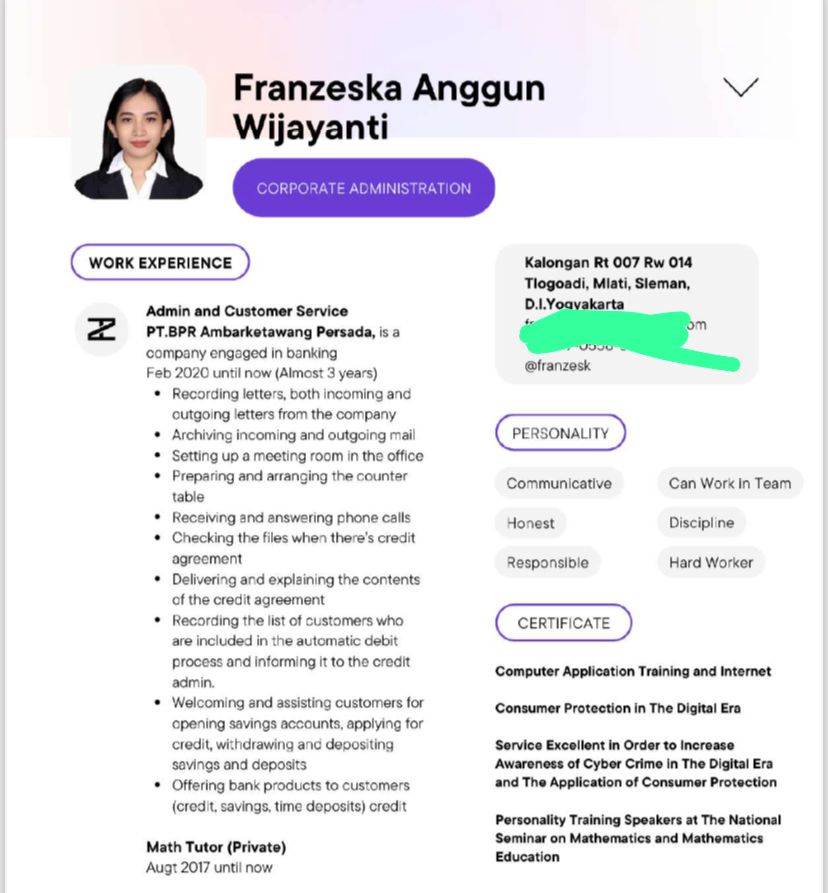 Franzeska Anggun
Wijayanti
CORPORATE ADMINISTRATION
WORK EXPERIENCE
Admin and Customer Service
PT.BPR Ambarketawang Persada, is a
company engaged in banking
Feb 2020 until now (Almost 3 years)
• Recording letters, both incoming and
outgoing letters from the company
• Archiving incoming and outgoing mail
• Setting up a meeting room in the office
• Preparing and arranging the counter
table
• Receiving and answering phone calls
• Checking the files when there's credit
agreement
• Delivering and explaining the contents
of the credit agreement
• Recording the list of customers who
are included in the automatic debit
process and informing it to the credit
admin.
• Welcoming and assisting customers for
opening savings accounts, applying for
credit, withdrawing and depositing
savings and deposits
• Offering bank products to customers
(credit, savings, time deposits) credit
Math Tutor (Private)
Augt 2017 until now
Kalongan Rt 007 Rw 014
Tlogoadi, Mlati, Sleman,
D.I.Yogyakarta
@franzesk
PERSONALITY
Communicative
Can Work in Team
Honest
Discipline
Responsible
Hard Worker
CERTIFICATE
Computer Application Training and Internet
Consumer Protection in The Digital Era
Service Excellent in Order to Increase
Awareness of Cyber Crime in The Digital Era
and The Application of Consumer Protection
Personality Training Speakers at The National
Seminar on Mathematics and Mathematics
Education